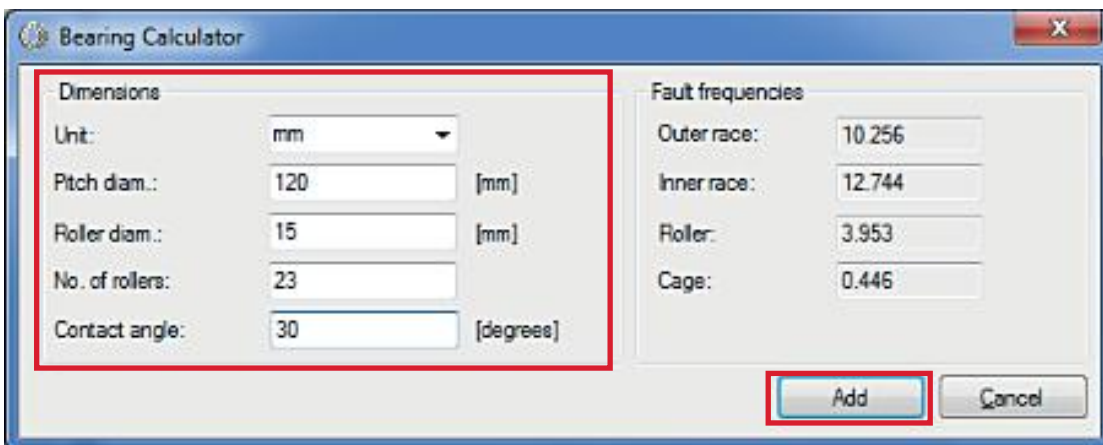 Bearing Calculator
x
Dimensions
Unit: mm
Pitch diam.: 120 [mm]
Roller diam.: 15 [mm]
No. of rollers: 23
Contact angle: 30 [degrees]
Fault frequencies
Outer race: 10.256
Inner race: 12.744
Roller: 3.953
Cage: 0.446
Add Cancel